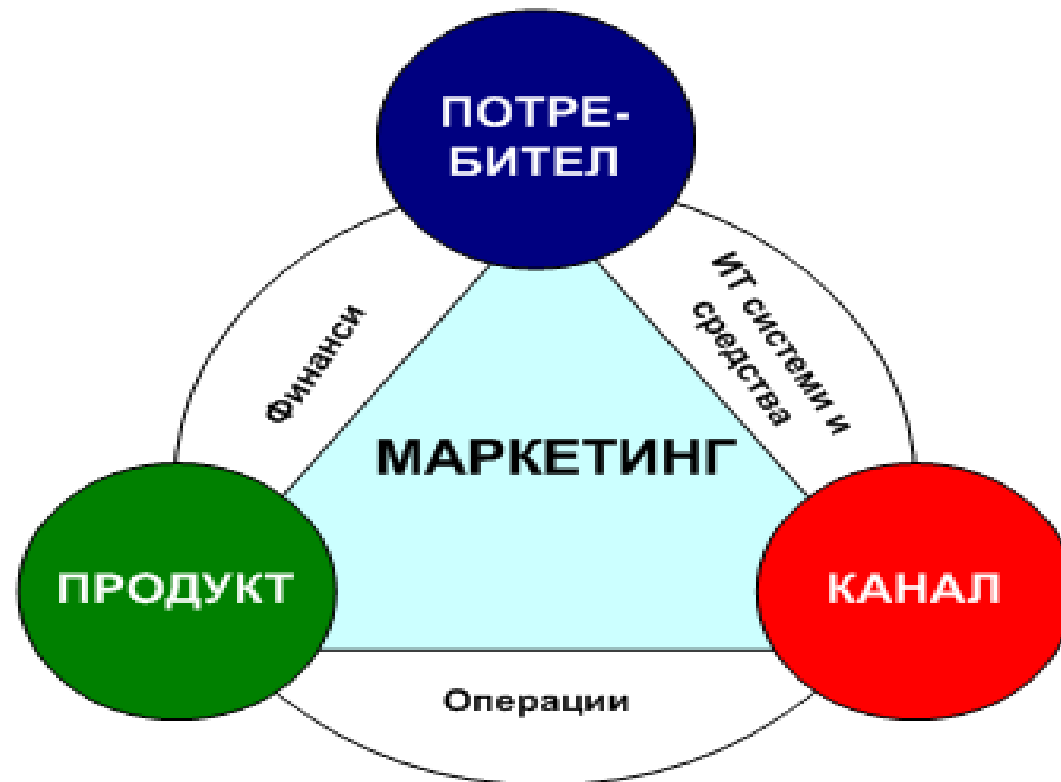 ПОТРЕ-
БИТЕЛ
Финанси
ИТ системи и
средства
МАРКЕТИНГ
ПРОДУКТ
КАНАЛ
Операции